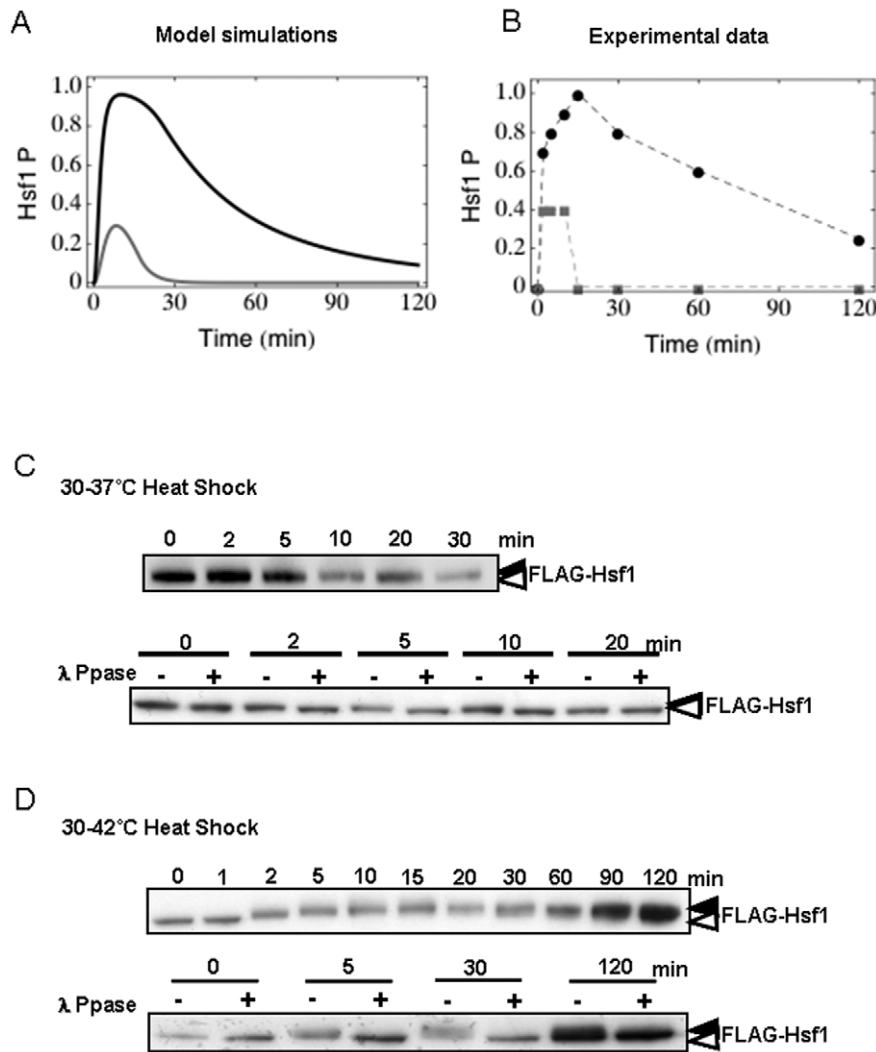 A
Model simulations
Hsf1 P
1.0
0.8
0.6
0.4
0.2
0
0 30 60 90 120
Time (min)
B
Experimental data
Hsf1 P
1.0
0.8
0.6
0.4
0.2
0
0 30 60 90 120
Time (min)
C
30-37°C Heat Shock
0 2 5 10 20 30 min
FLAG-Hsf1
0 2 5 10 20 min
λ Ppase - + - + - + - + - +
FLAG-Hsf1
D
30-42°C Heat Shock
0 1 2 5 10 15 20 30 60 90 120 min
FLAG-Hsf1
0 5 30 120 min
λ Ppase - + - + - + - +
FLAG-Hsf1